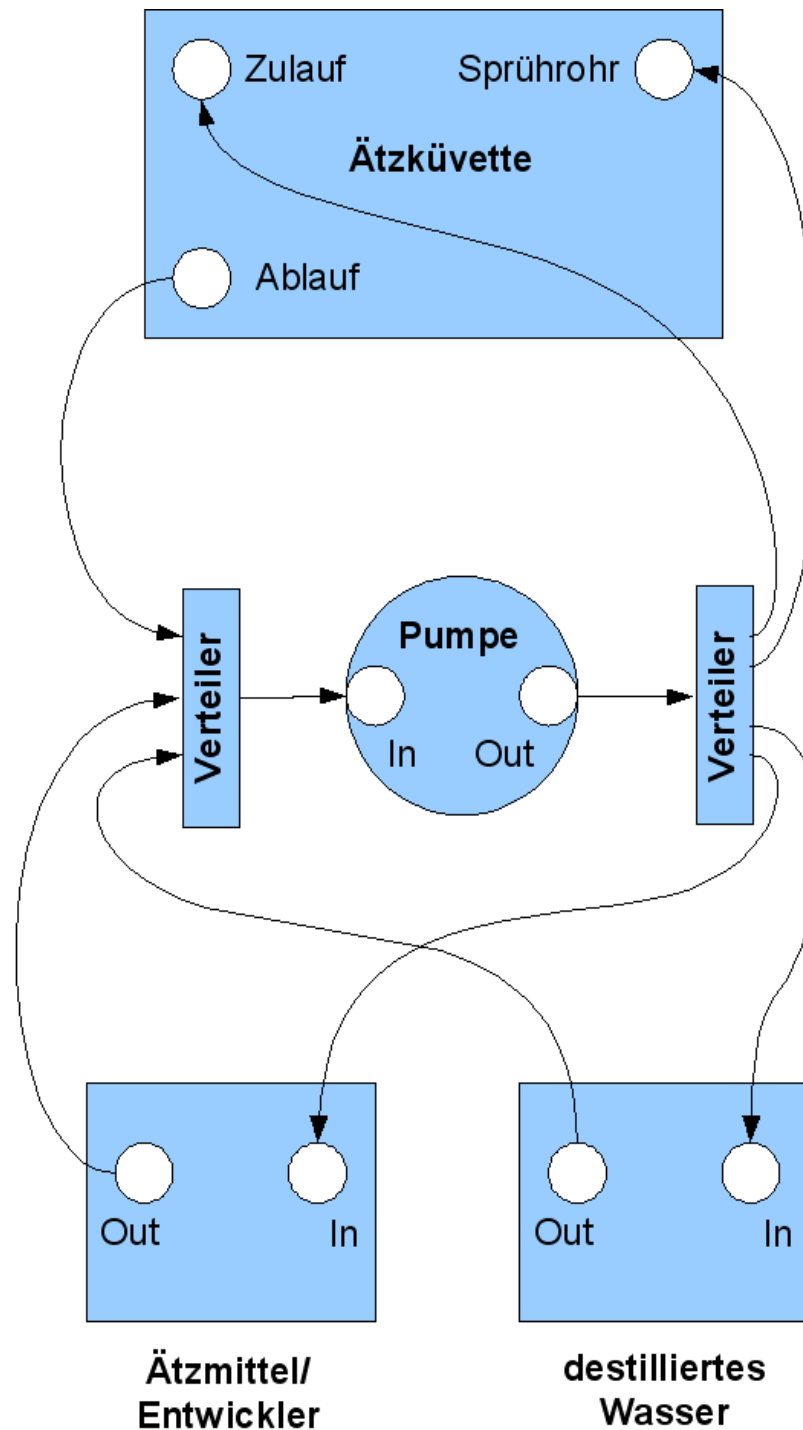 Zulauf
Sprührohr
Ätzküvette
Ablauf
Verteiler
Pumpe
In
Out
Verteiler
Out
In
Out
In
Ätzmittel/
Entwickler
destilliertes
Wasser